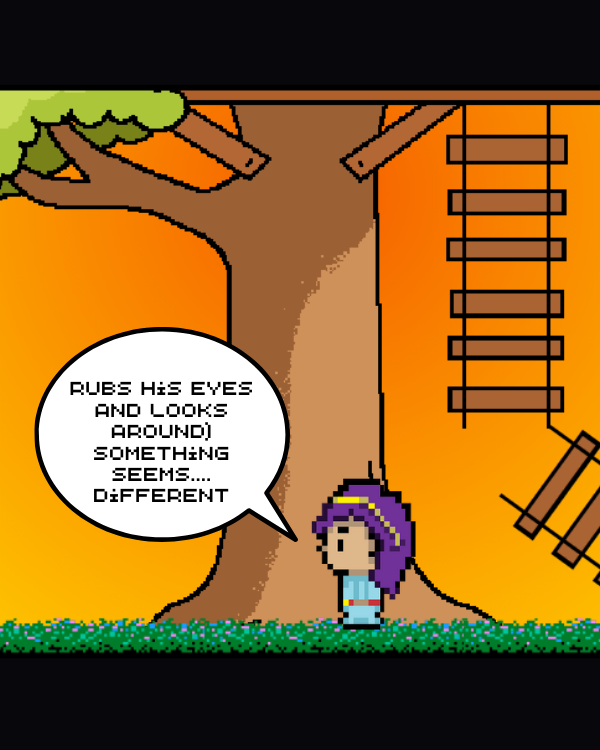 RUBS HiS EYES
AND LOOKS
AROUND)
SOMETHiNG
SEEMS....
DiFFERENT